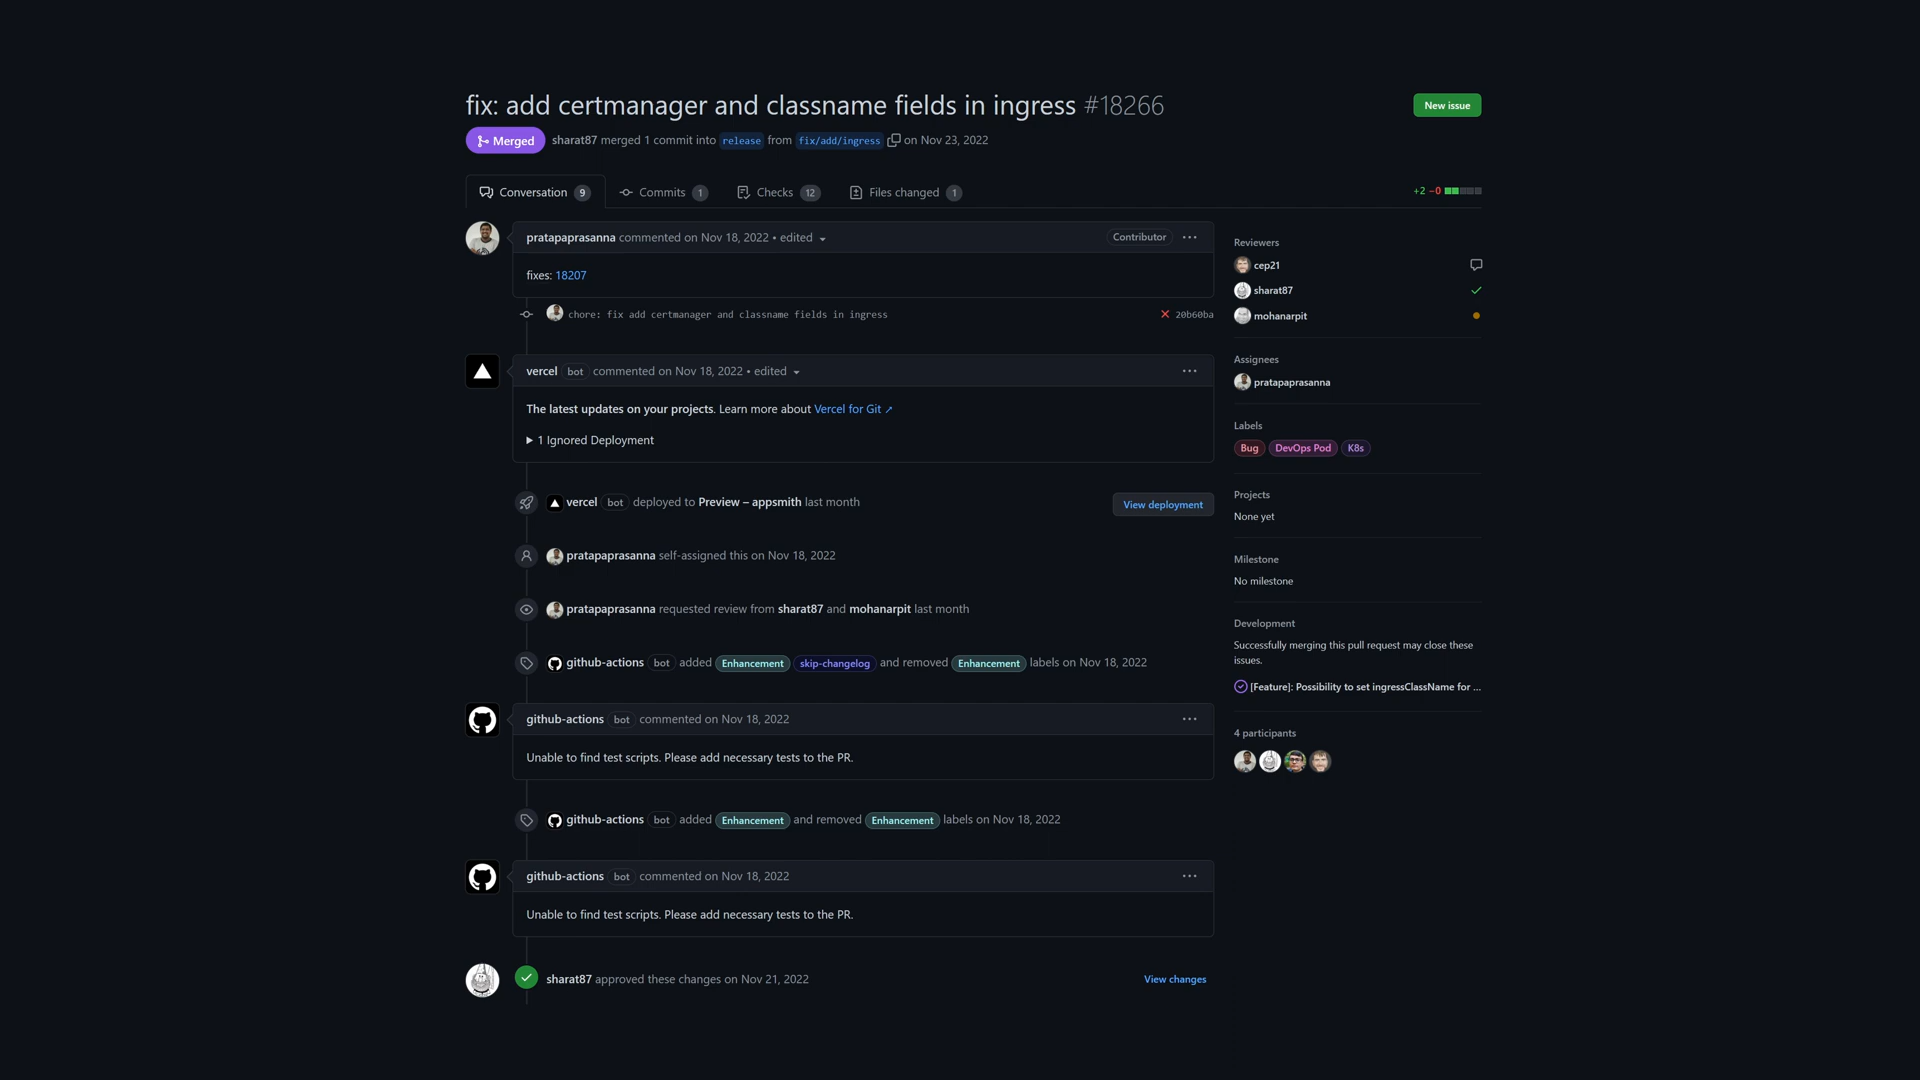 fix: add certmanager and classname fields in ingress #18266
New issue
Merged sharat87 merged 1 commit into release from fix/add/ingress on Nov 23, 2022
Conversation 9 Commits 1 Checks 12 Files changed 1 +2 −0
pratapaprasanna commented on Nov 18, 2022 • edited Contributor
fixes: 18207
chore: fix add certmanager and classname fields in ingress 20b60ba
vercel bot commented on Nov 18, 2022 • edited
The latest updates on your projects. Learn more about Vercel for Git ↗
1 Ignored Deployment
vercel bot deployed to Preview – appsmith last month View deployment
pratapaprasanna self-assigned this on Nov 18, 2022
pratapaprasanna requested review from sharat87 and mohanarpit last month
github-actions bot added Enhancement skip-changelog and removed Enhancement labels on Nov 18, 2022
github-actions bot commented on Nov 18, 2022
Unable to find test scripts. Please add necessary tests to the PR.
github-actions bot added Enhancement and removed Enhancement labels on Nov 18, 2022
github-actions bot commented on Nov 18, 2022
Unable to find test scripts. Please add necessary tests to the PR.
sharat87 approved these changes on Nov 21, 2022 View changes
Reviewers
cep21
sharat87
mohanarpit
Assignees
pratapaprasanna
Labels
Bug DevOps Pod K8s
Projects
None yet
Milestone
No milestone
Development
Successfully merging this pull request may close these
issues.
[Feature]: Possibility to set ingressClassName for ...
4 participants